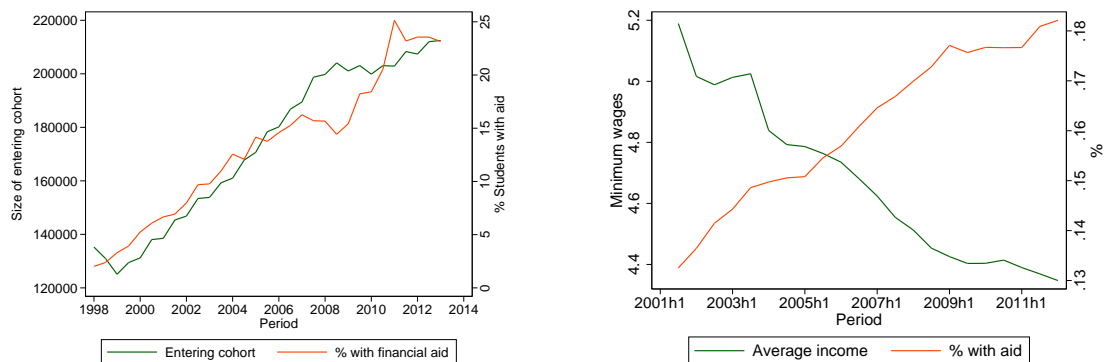 220000
200000
180000
160000
140000
120000
Size of entering cohort
25
20
15
10
5
0
% Students with aid
1998 2000 2002 2004 2006 2008 2010 2012 2014
Period
Entering cohort % with financial aid
5.2
5
4.8
4.6
4.4
Minimum wages
.18
.17
.16
.15
.14
.13
%
2001h1 2003h1 2005h1 2007h1 2009h1 2011h1
Period
Average income % with aid